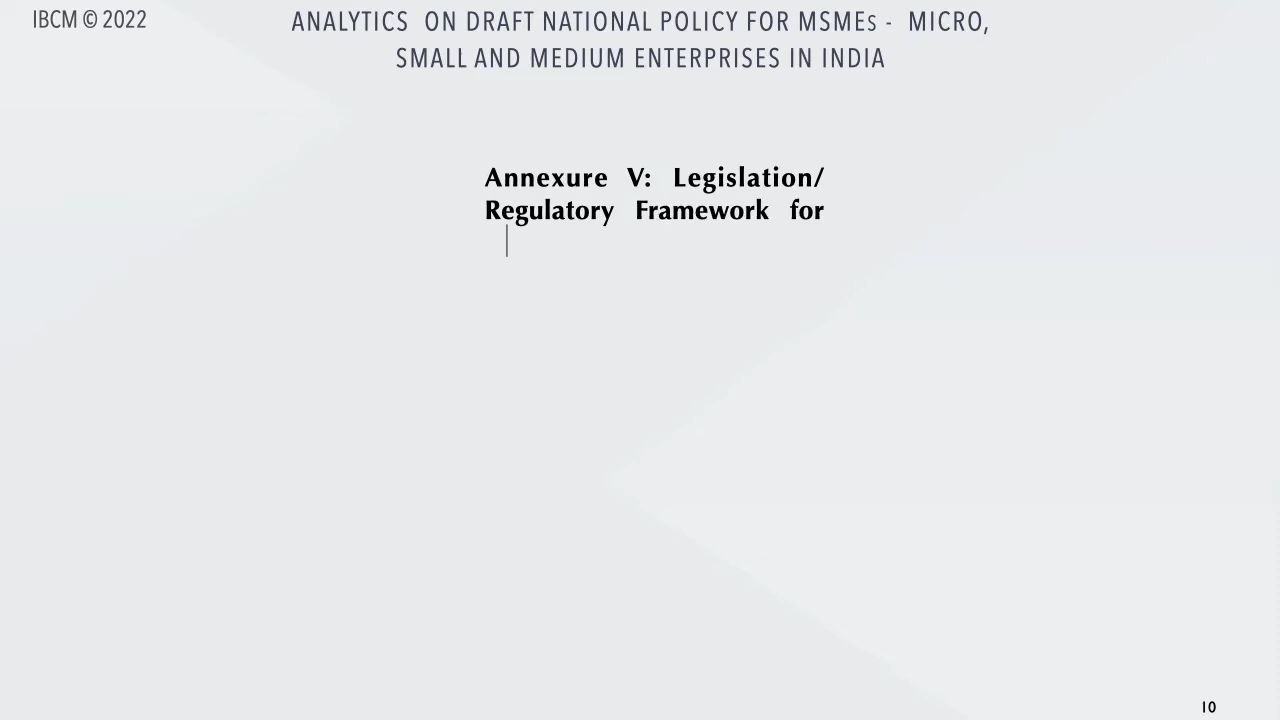 IBCM © 2022
ANALYTICS ON DRAFT NATIONAL POLICY FOR MSMEs - MICRO,
SMALL AND MEDIUM ENTERPRISES IN INDIA
Annexure V: Legislation/
Regulatory Framework for
10